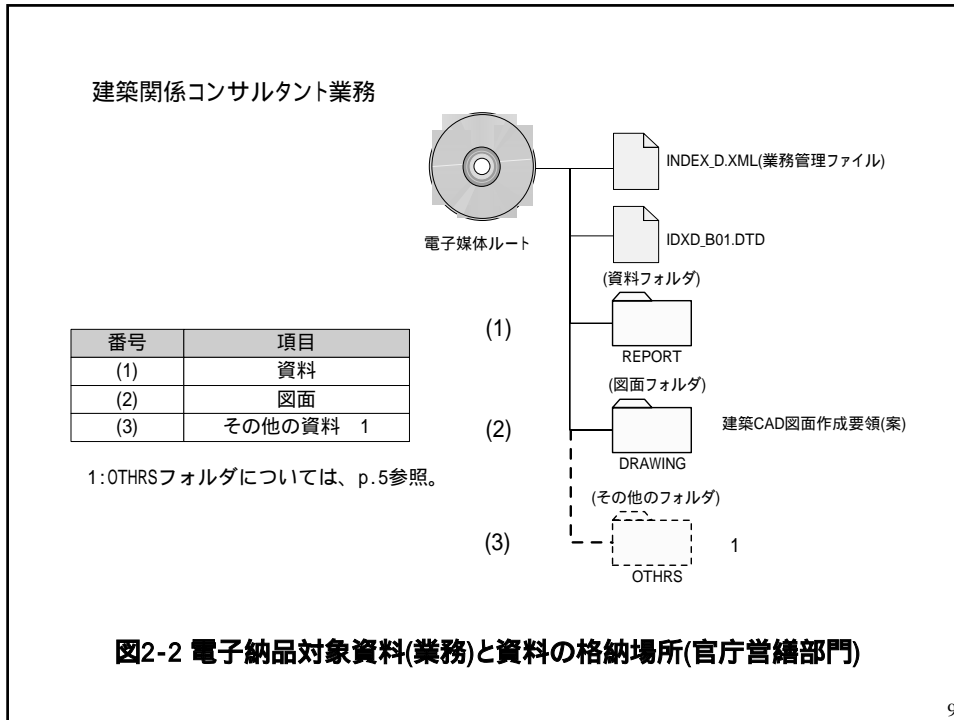 建築関係コンサルタント業務
INDEX_D.XML(業務管理ファイル)
電子媒体ルート
IDXD_B01.DTD
(資料フォルダ)
(1)
REPORT
番号 項目
(1) 資料
(2) 図面
(3) その他の資料 1
(図面フォルダ)
(2)
建築CAD図面作成要領(案)
DRAWING
1:OTHRSフォルダについては、p.5参照。
(その他のフォルダ)
(3)
1
OTHRS
図2-2 電子納品対象資料(業務)と資料の格納場所(官庁営繕部門)
9